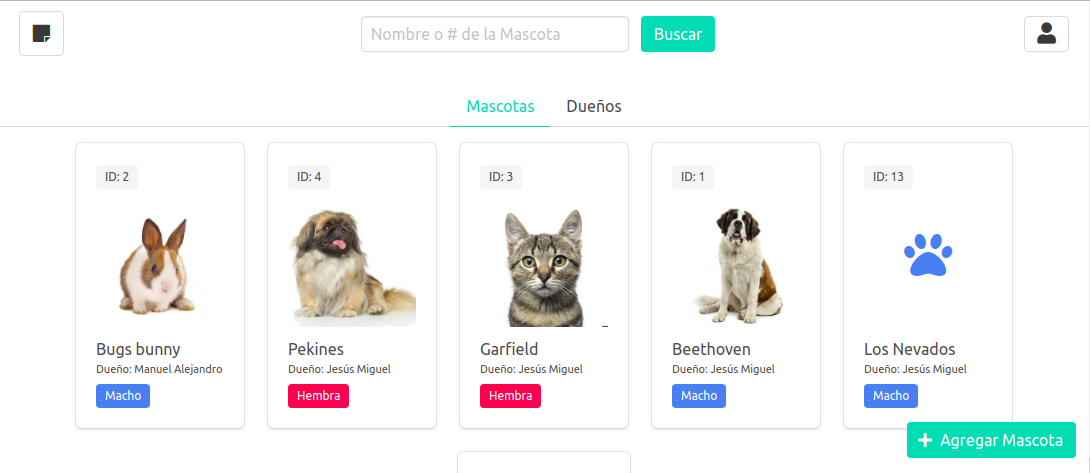 Nombre o # de la Mascota
Buscar
Mascotas
Dueños
ID: 2
Bugs bunny
Dueño: Manuel Alejandro
Macho
ID: 4
Pekines
Dueño: Jesús Miguel
Hembra
ID: 3
Garfield
Dueño: Jesús Miguel
Hembra
ID: 1
Beethoven
Dueño: Jesús Miguel
Macho
ID: 13
Los Nevados
Dueño: Jesús Miguel
Macho
Agregar Mascota